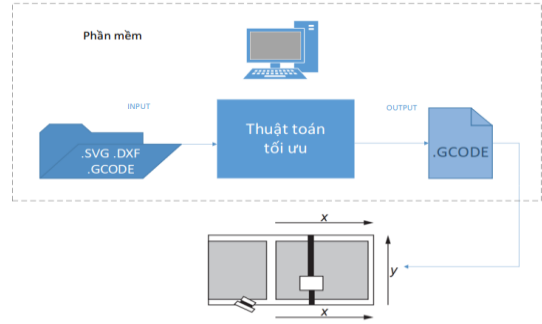 Phần mềm
INPUT
OUTPUT
Thuật toán
tối ưu
.SVG .DXF
.GCODE
.GCODE
x
y
x